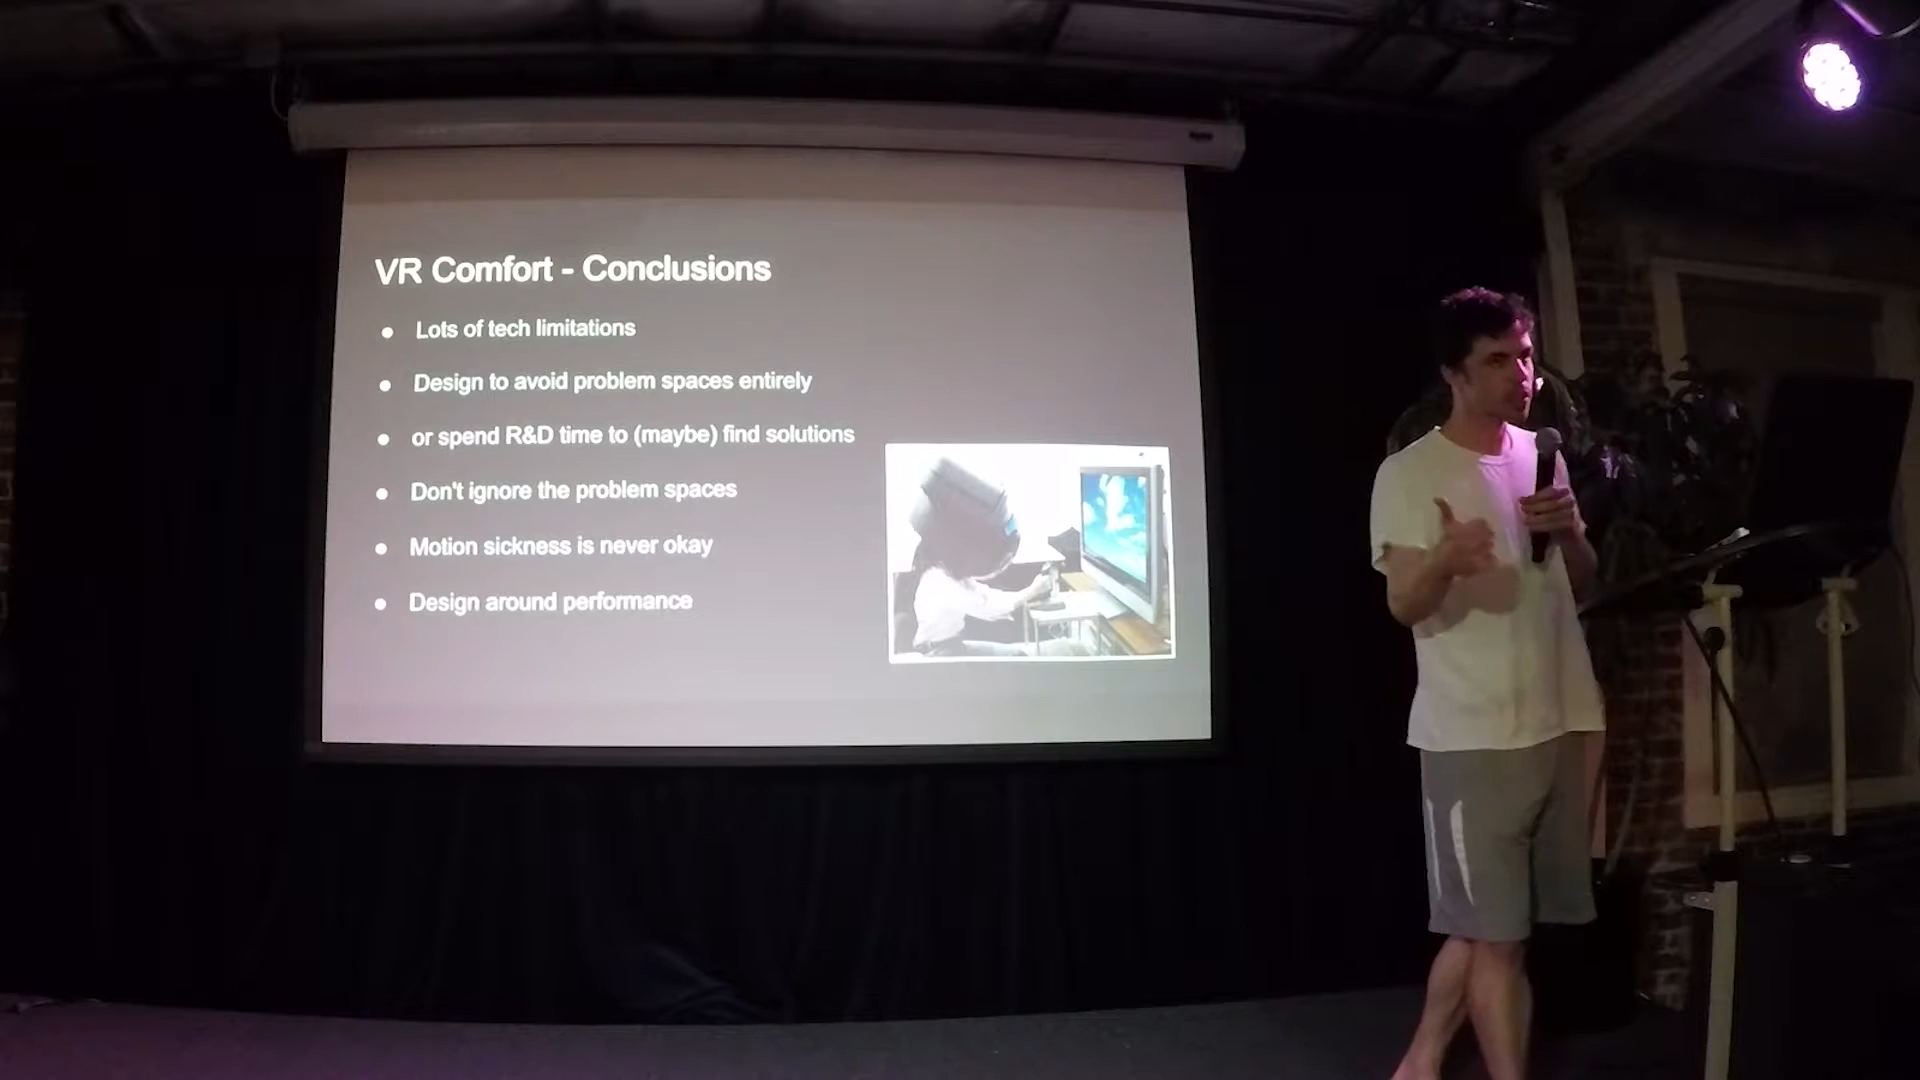 VR Comfort - Conclusions
● Lots of tech limitations
● Design to avoid problem spaces entirely
● or spend R&D time to (maybe) find solutions
● Don't ignore the problem spaces
● Motion sickness is never okay
● Design around performance